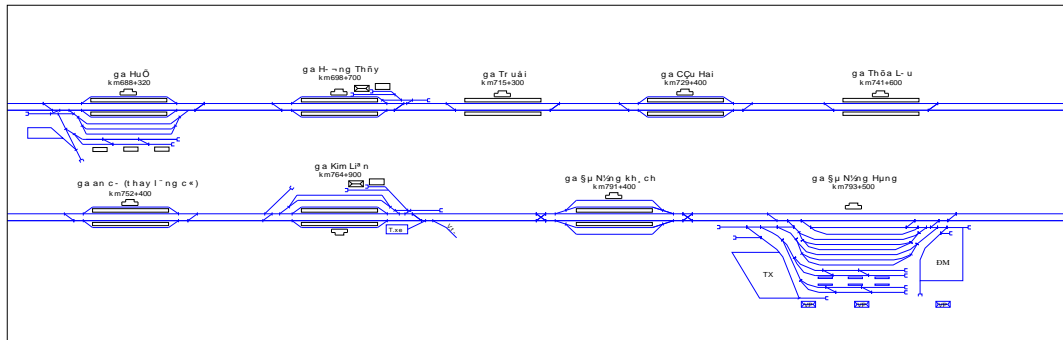 ga HuÕ
km688+320
ga H-¬ng Thñy
km698+700
ga Truåi
km715+300
ga CÇu Hai
km729+400
ga Thõa L-u
km741+600
ga an c- (thay l¨ng c«)
km752+400
ga Kim Liªn
km764+900
ga §µ N½ng kh¸ch
km791+400
ga §µ N½ng Hµng
km793+500
T.xe
TX
ĐM